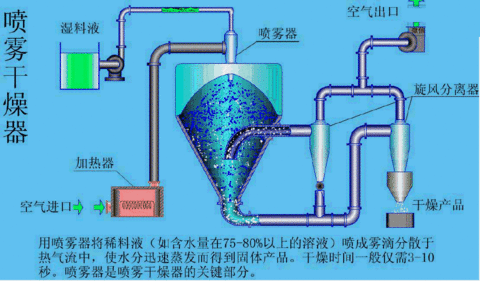 喷雾干燥器
湿料液
喷雾器
空气出口
旋风分离器
加热器
空气进口
干燥产品
用喷雾器将稀料液（如含水量在75-80%以上的溶液）喷成雾滴分散于
热气流中，使水分迅速蒸发而得到固体产品。干燥时间一般仅需3-10
秒。喷雾器是喷雾干燥器的关键部分。